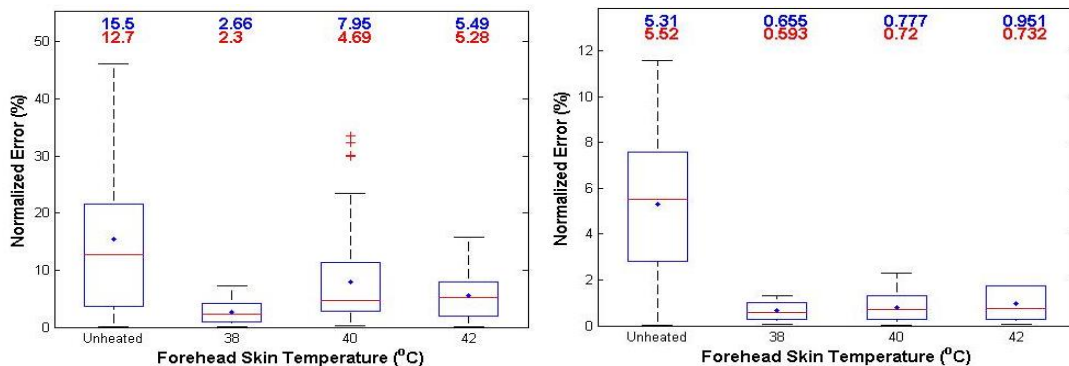 15.5 2.66 7.95 5.49
12.7 2.3 4.69 5.28
50
40
30
20
10
0
Normalized Error (%)
Unheated 38 40 42
Forehead Skin Temperature (°C)
5.31 0.655 0.777 0.951
5.52 0.593 0.72 0.732
12
10
8
6
4
2
0
Normalized Error (%)
Unheated 38 40 42
Forehead Skin Temperature (°C)